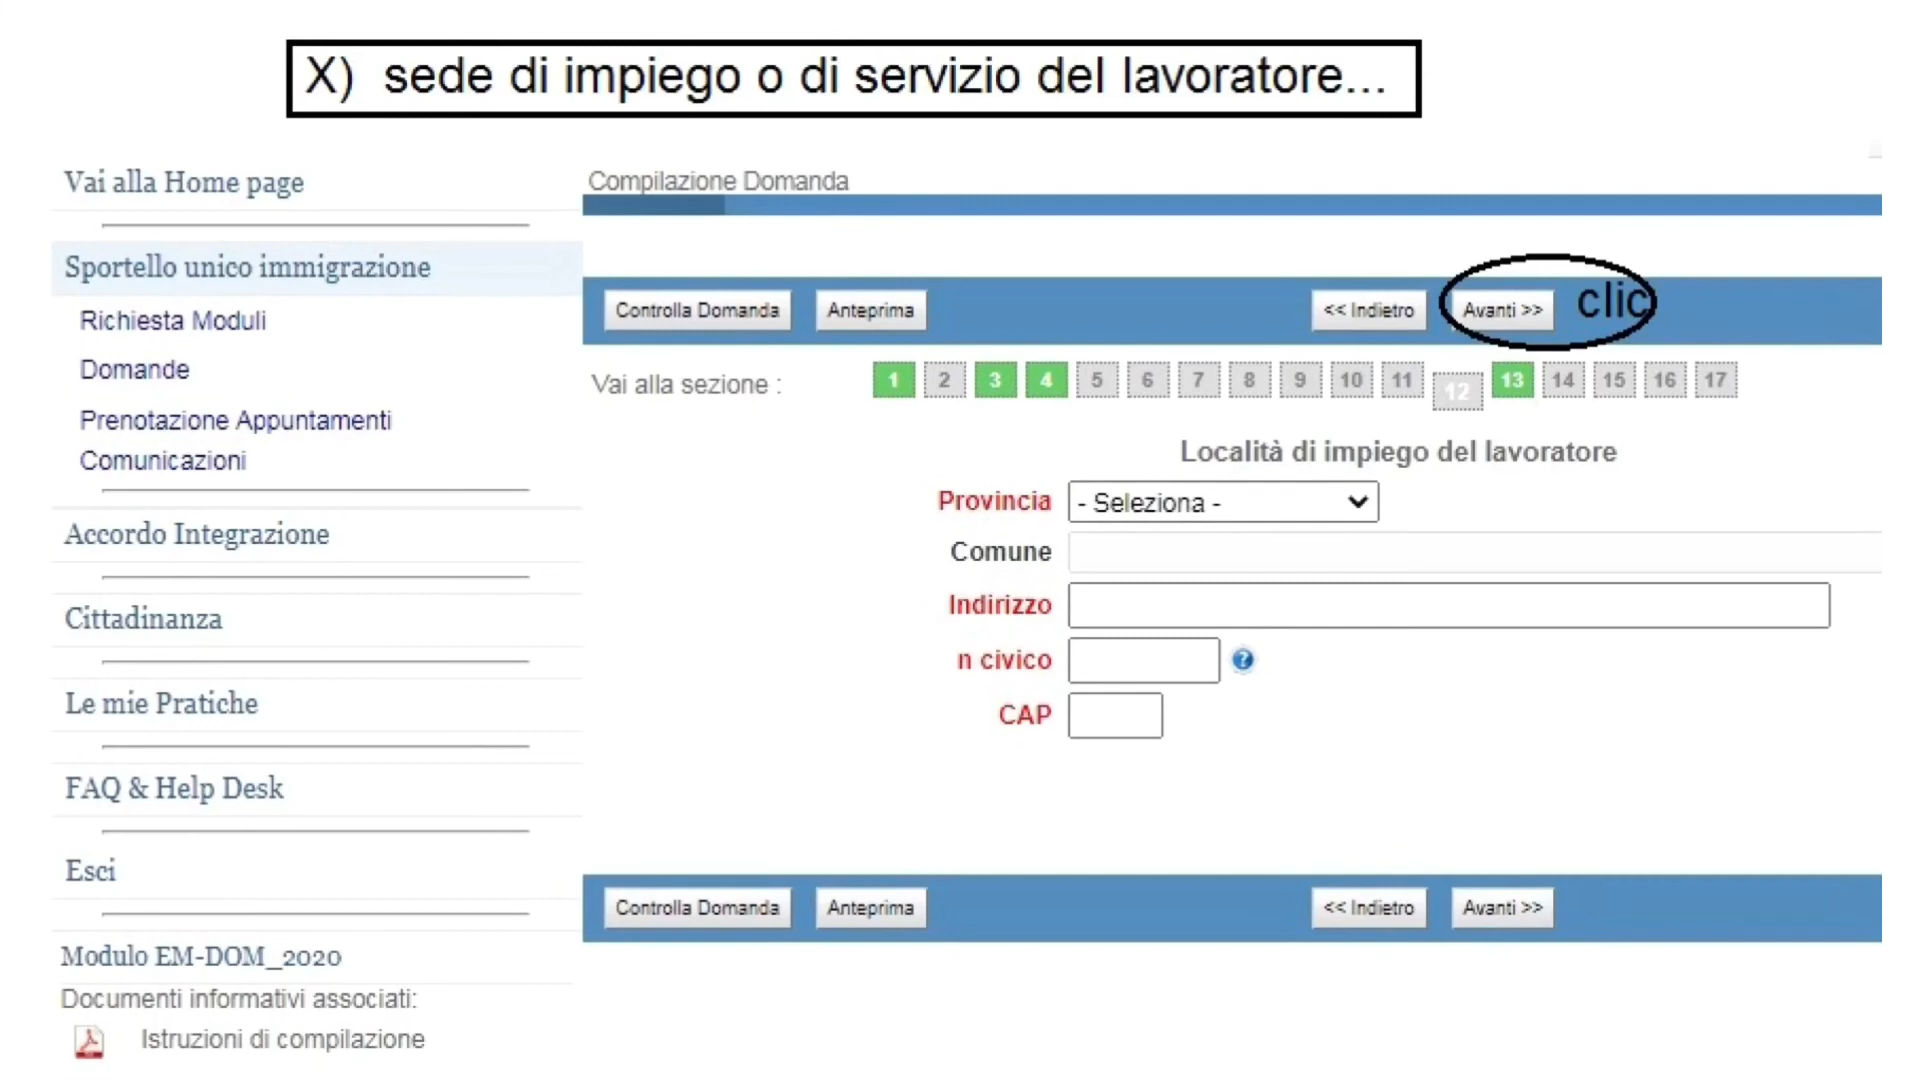 X) sede di impiego o di servizio del lavoratore...
Vai alla Home page
Sportello unico immigrazione
Richiesta Moduli
Domande
Prenotazione Appuntamenti
Comunicazioni
Accordo Integrazione
Cittadinanza
Le mie Pratiche
FAQ & Help Desk
Esci
Modulo EM-DOM_2020
Documenti informativi associati:
Istruzioni di compilazione
Compilazione Domanda
Controlla Domanda Anteprima << Indietro Avanti >> clic
Vai alla sezione : 1 2 3 4 5 6 7 8 9 10 11 12 13 14 15 16 17
Località di impiego del lavoratore
Provincia - Seleziona -
Comune
Indirizzo
n civico ?
CAP
Controlla Domanda Anteprima << Indietro Avanti >>